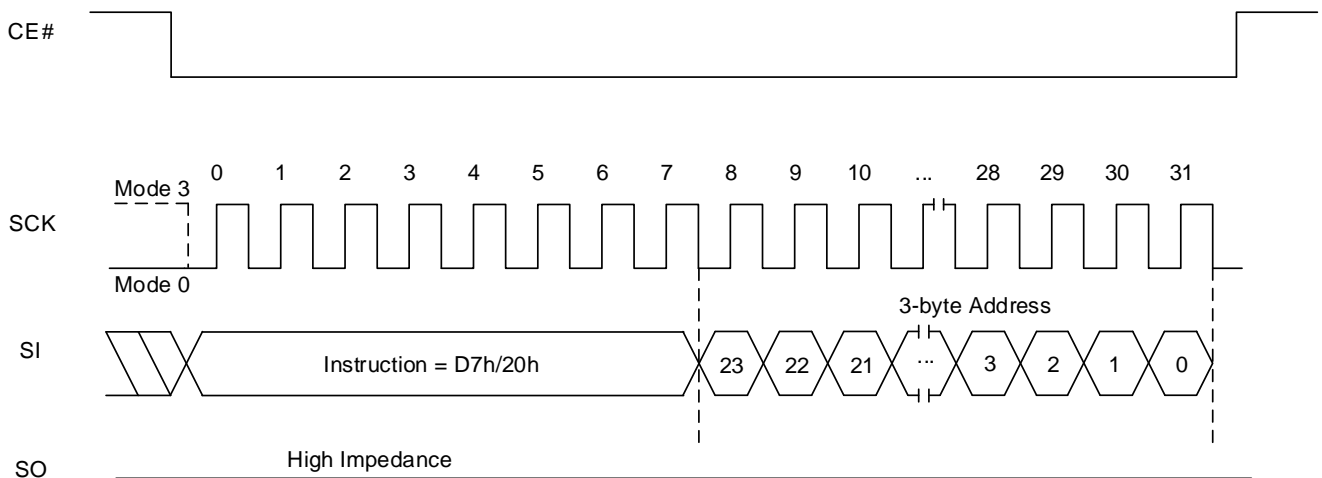 CE#
0 1 2 3 4 5 6 7 8 9 10 ... 28 29 30 31
Mode 3
SCK
Mode 0
3-byte Address
SI
Instruction = D7h/20h 23 22 21 ... 3 2 1 0
High Impedance
SO